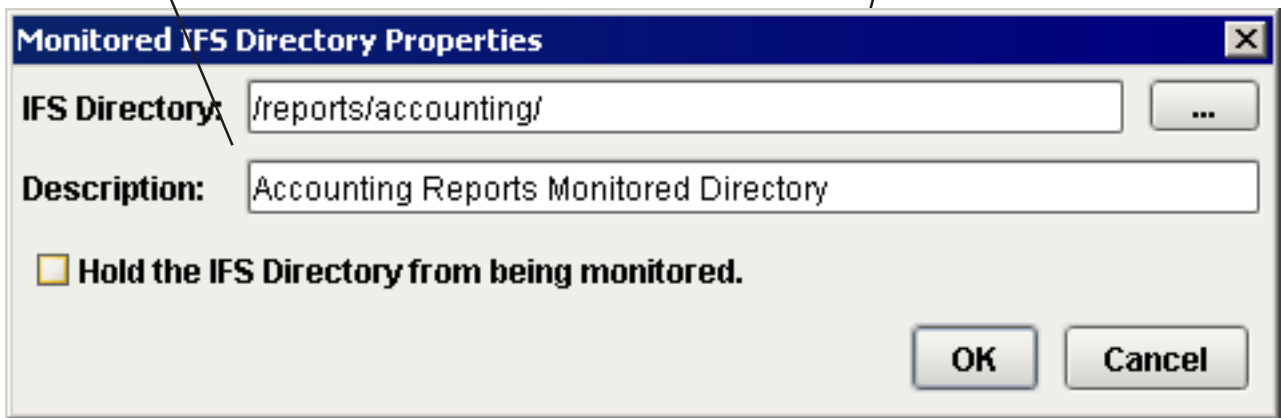 Monitored IFS Directory Properties
IFS Directory: /reports/accounting/ ...
Description: Accounting Reports Monitored Directory
Hold the IFS Directory from being monitored.
OK Cancel